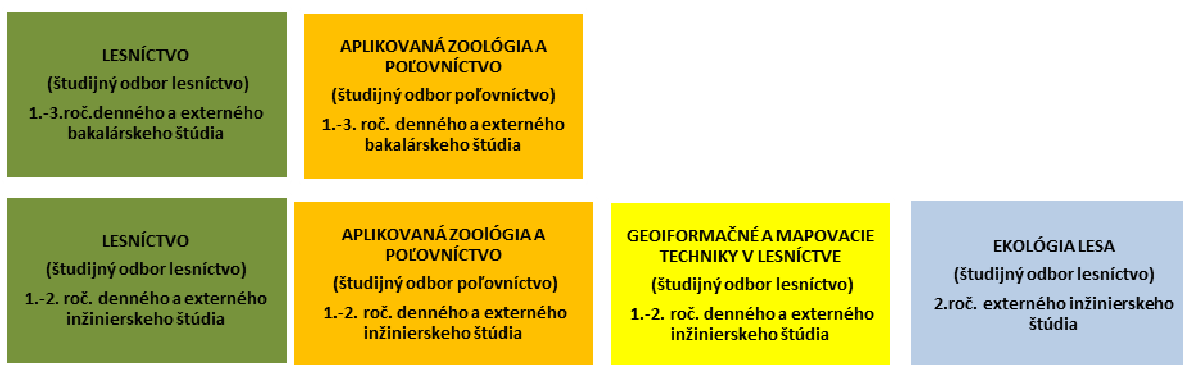 LESNÍCTVO
(študijný odbor lesníctvo)
1.-3.roč.denného a externého
bakalárskeho štúdia
APLIKOVANÁ ZOOLÓGIA A
POĽOVNÍCTVO
(študijný odbor poľovníctvo)
1.-3. roč. denného a externého
bakalárskeho štúdia
LESNÍCTVO
(študijný odbor lesníctvo)
1.-2. roč. denného a externého
inžinierskeho štúdia
APLIKOVANÁ ZOOLÓGIA A
POĽOVNÍCTVO
(študijný odbor poľovníctvo)
1.-2. roč. denného a externého
inžinierskeho štúdia
GEOIFORMAČNÉ A MAPOVACIE
TECHNIKY V LESNÍCTVE
(študijný odbor lesníctvo)
1.-2. roč. denného a externého
inžinierskeho štúdia
EKOLÓGIA LESA
(študijný odbor lesníctvo)
2.roč. externého inžinierskeho
štúdia